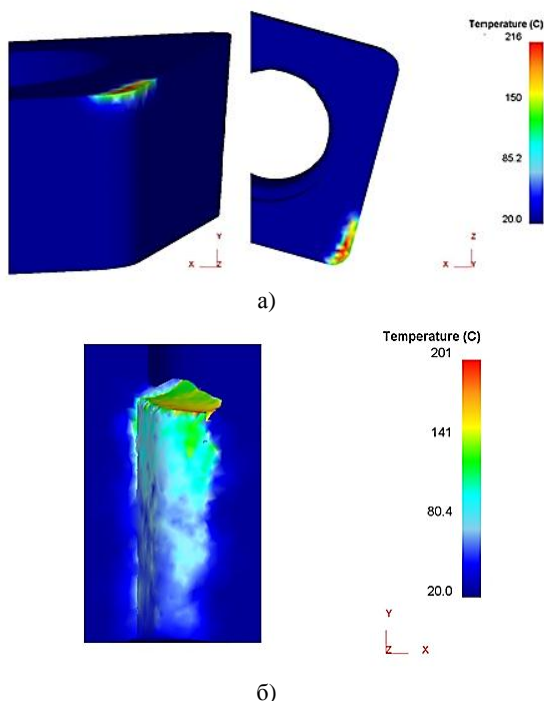 Temperature (C)
216
150
85.2
20.0
Y
X
Z
Z
X
Y
а)
Temperature (C)
201
141
80.4
20.0
Y
Z
X
б)